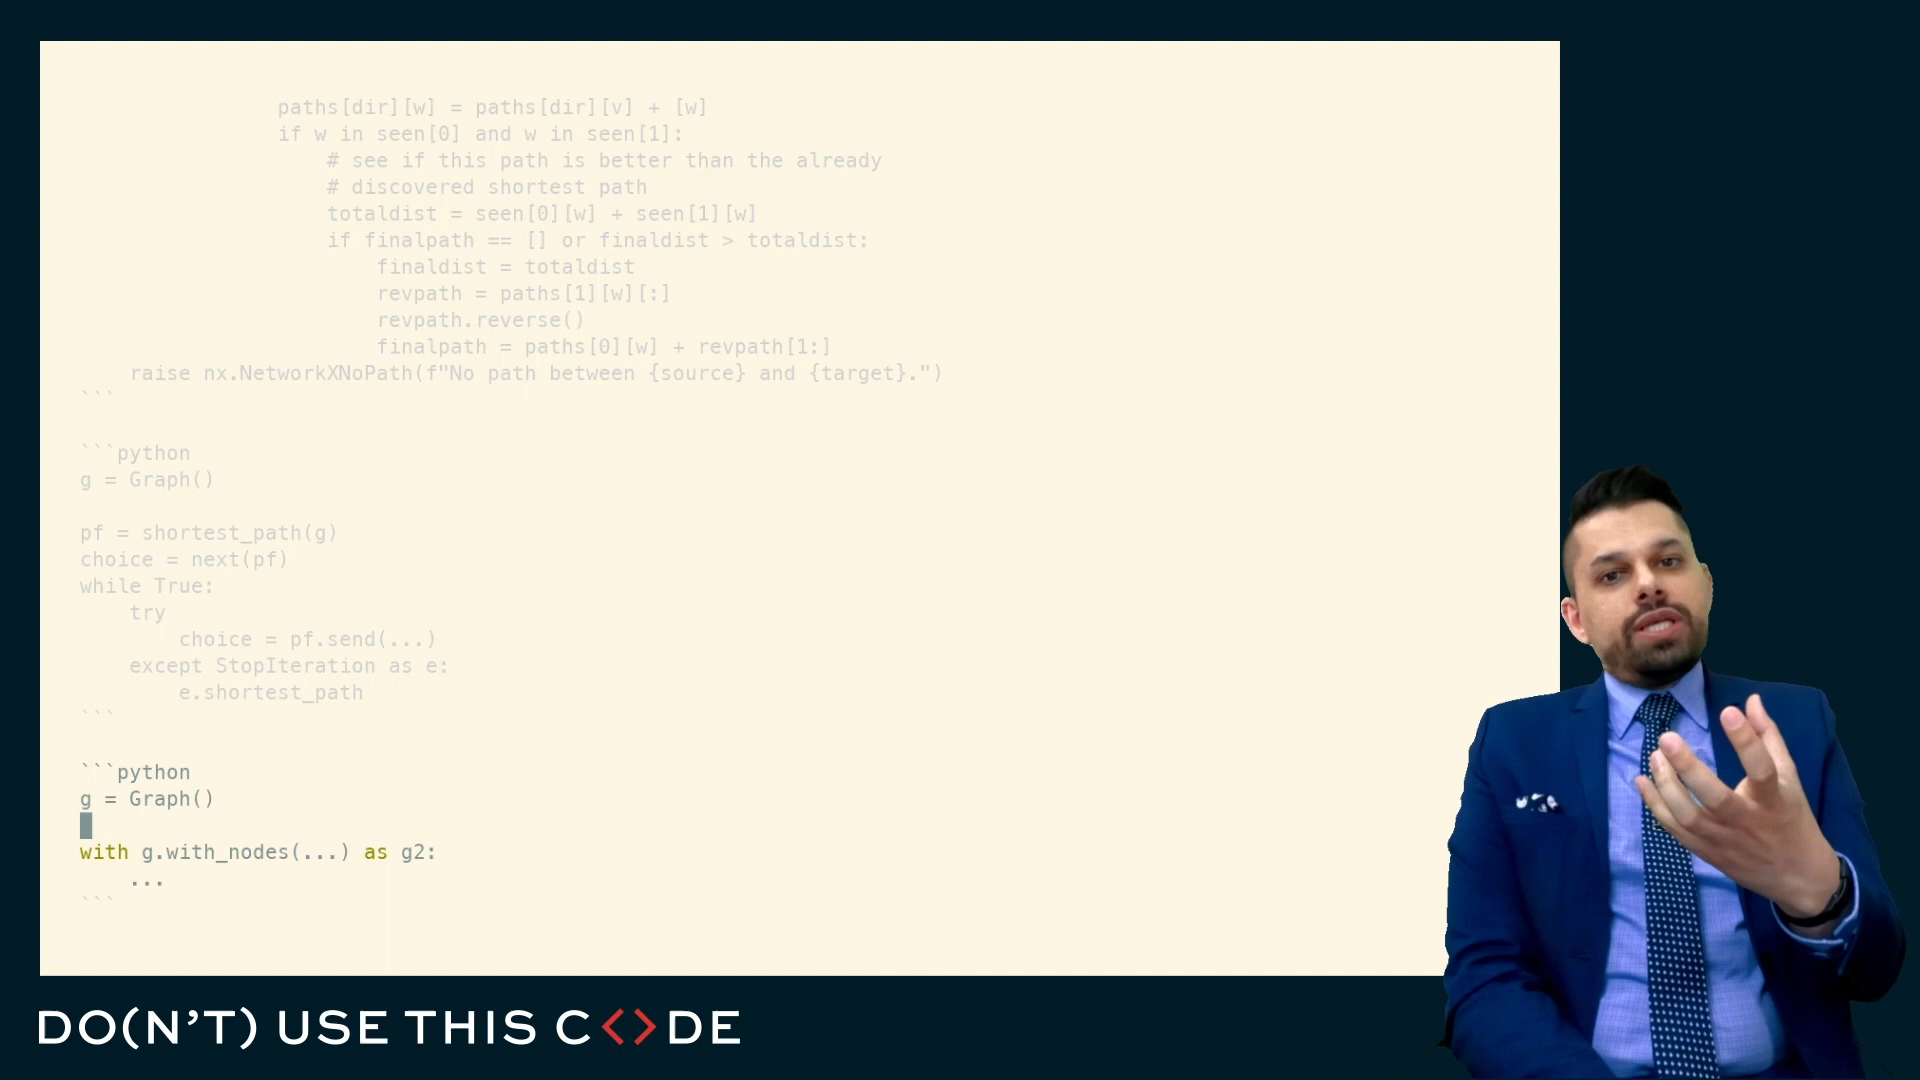 paths[dir][w] = paths[dir][v] + [w]
if w in seen[0] and w in seen[1]:
# see if this path is better than the already
# discovered shortest path
totaldist = seen[0][w] + seen[1][w]
if finalpath == [] or finaldist > totaldist:
finaldist = totaldist
revpath = paths[1][w][:]
revpath.reverse()
finalpath = paths[0][w] + revpath[1:]
raise nx.NetworkXNoPath(f"No path between {source} and {target}.")
```
```python
g = Graph()
pf = shortest_path(g)
choice = next(pf)
while True:
try
choice = pf.send(...)
except StopIteration as e:
e.shortest_path
```
```python
g = Graph()
with g.with_nodes(...) as g2:
...
```
DO(N'T) USE THIS C<>DE